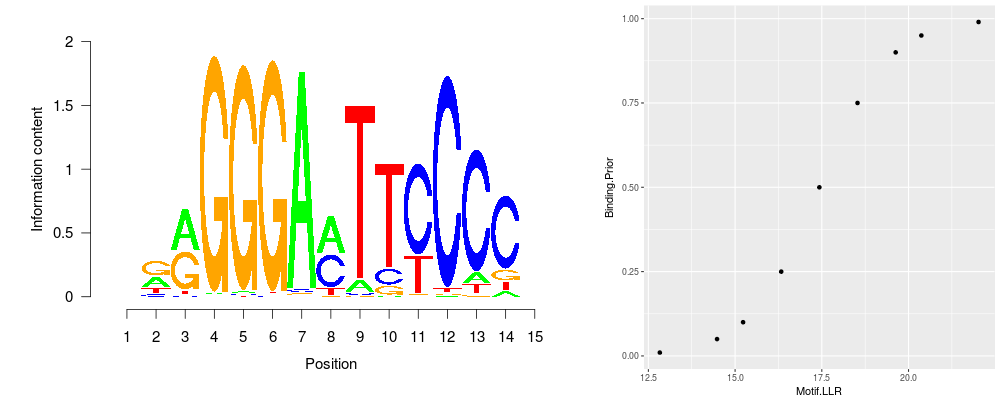 2
1.5
1
0.5
0
Information content
1 2 3 4 5 6 7 8 9 10 11 12 13 14 15
Position
G A T C
A G T C
G
G
G
A
A C T
T A C
T C G
C T
C T
C A T
C G T A
1.00
0.75
0.50
0.25
0.00
Binding.Prior
12.5 15.0 17.5 20.0
Motif.LLR